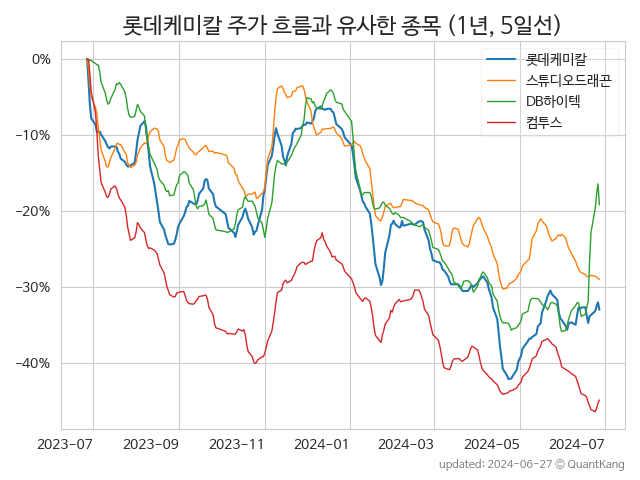 롯데케미칼 주가 흐름과 유사한 종목 (1년, 5일선)
롯데케미칼
스튜디오드래곤
DB하이텍
컴투스
0%
−10%
−20%
−30%
−40%
2023-07 2023-09 2023-11 2024-01 2024-03 2024-05 2024-07
updated: 2024-06-27 © QuantKang